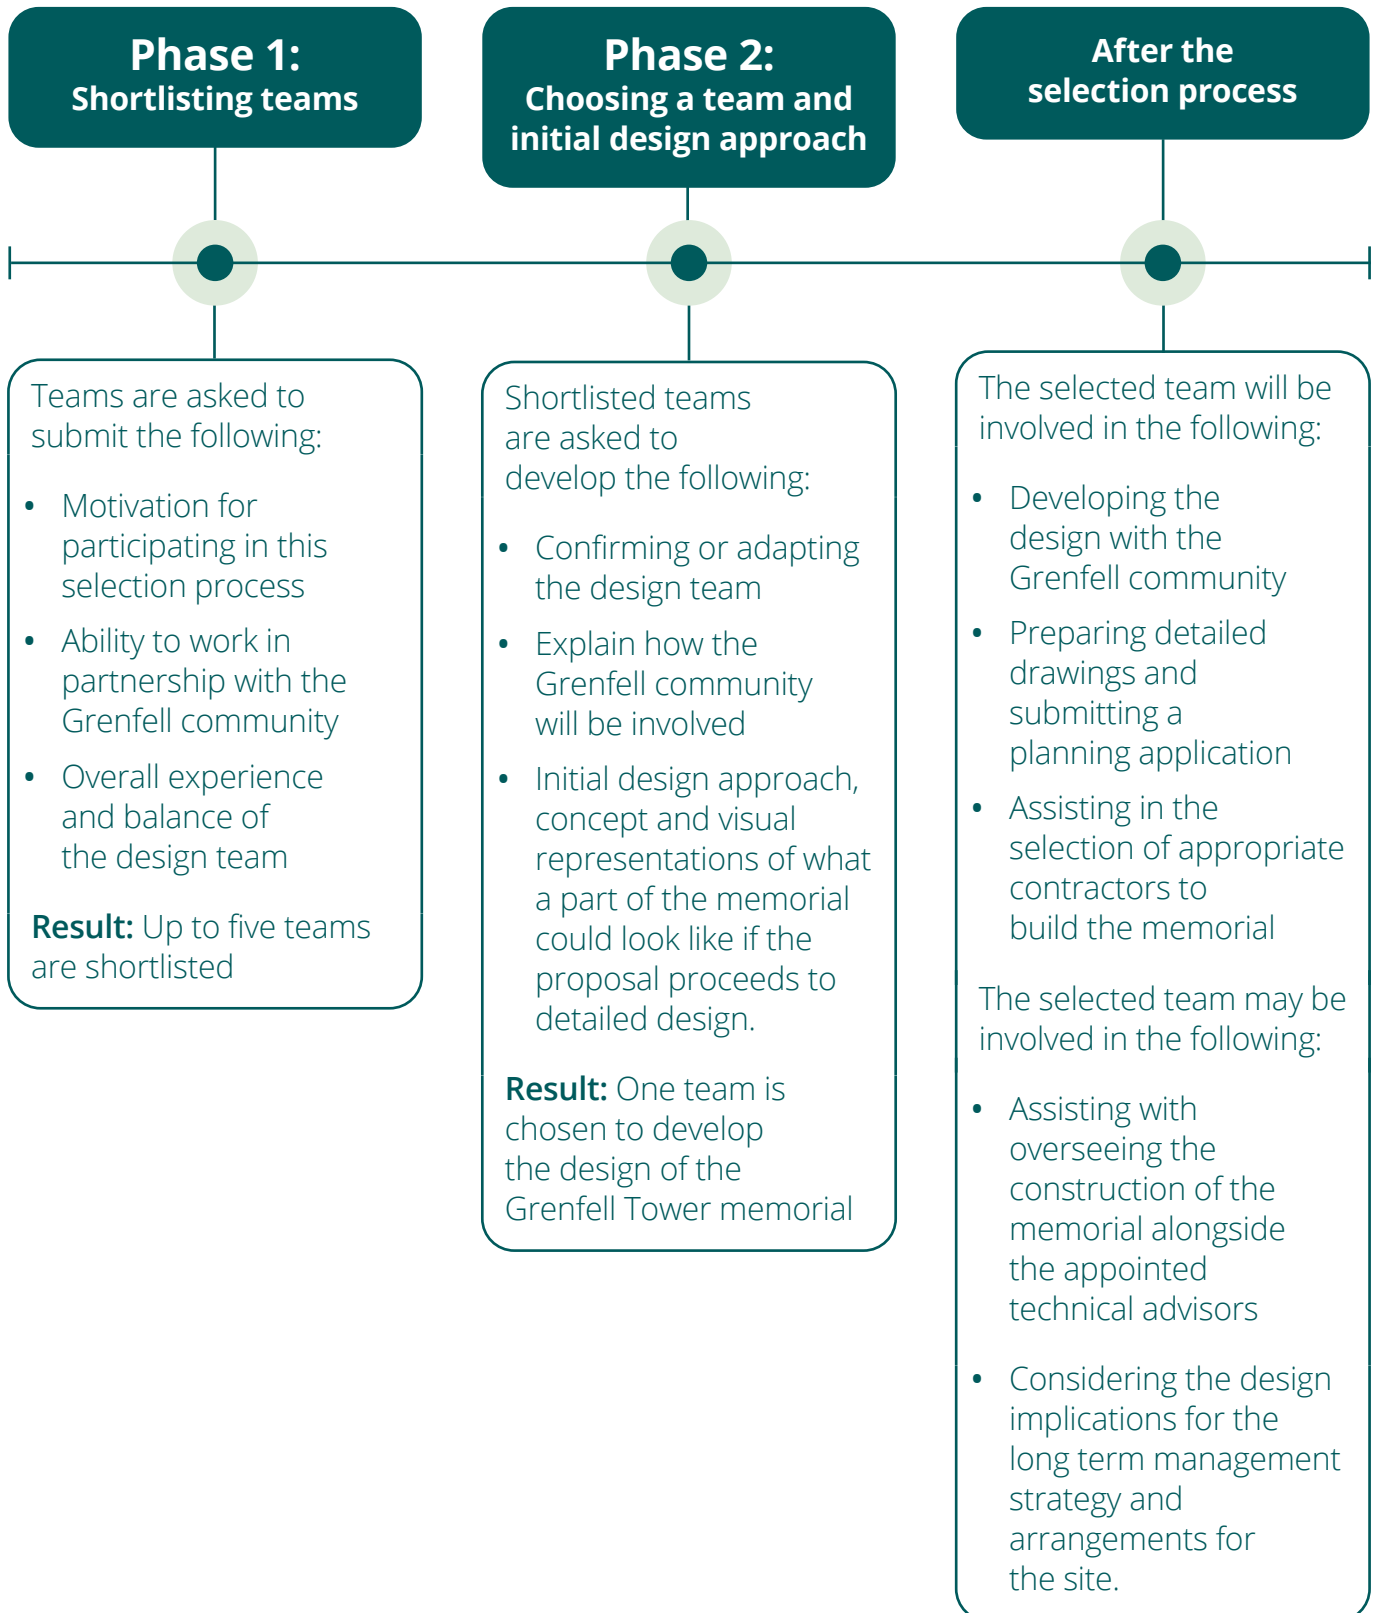 Phase 1:
Shortlisting teams
Teams are asked to
submit the following:
• Motivation for
participating in this
selection process
• Ability to work in
partnership with the
Grenfell community
• Overall experience
and balance of
the design team
Result: Up to five teams
are shortlisted
Phase 2:
Choosing a team and
initial design approach
Shortlisted teams
are asked to
develop the following:
• Confirming or adapting
the design team
• Explain how the
Grenfell community
will be involved
• Initial design approach,
concept and visual
representations of what
a part of the memorial
could look like if the
proposal proceeds to
detailed design.
Result: One team is
chosen to develop
the design of the
Grenfell Tower memorial
After the
selection process
The selected team will be
involved in the following:
• Developing the
design with the
Grenfell community
• Preparing detailed
drawings and
submitting a
planning application
• Assisting in the
selection of appropriate
contractors to
build the memorial
The selected team may be
involved in the following:
• Assisting with
overseeing the
construction of the
memorial alongside
the appointed
technical advisors
• Considering the design
implications for the
long term management
strategy and
arrangements for
the site.